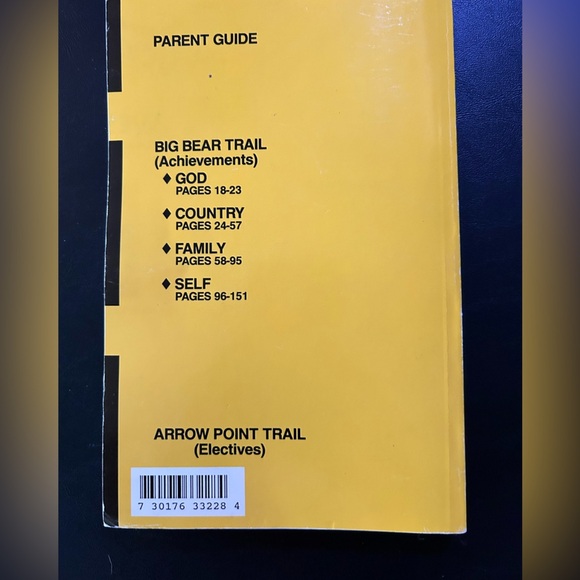 PARENT GUIDE
BIG BEAR TRAIL
(Achievements)
♦ GOD
PAGES 18-23
♦ COUNTRY
PAGES 24-57
♦ FAMILY
PAGES 58-95
♦ SELF
PAGES 96-151
ARROW POINT TRAIL
(Electives)
7 30176 33228 4